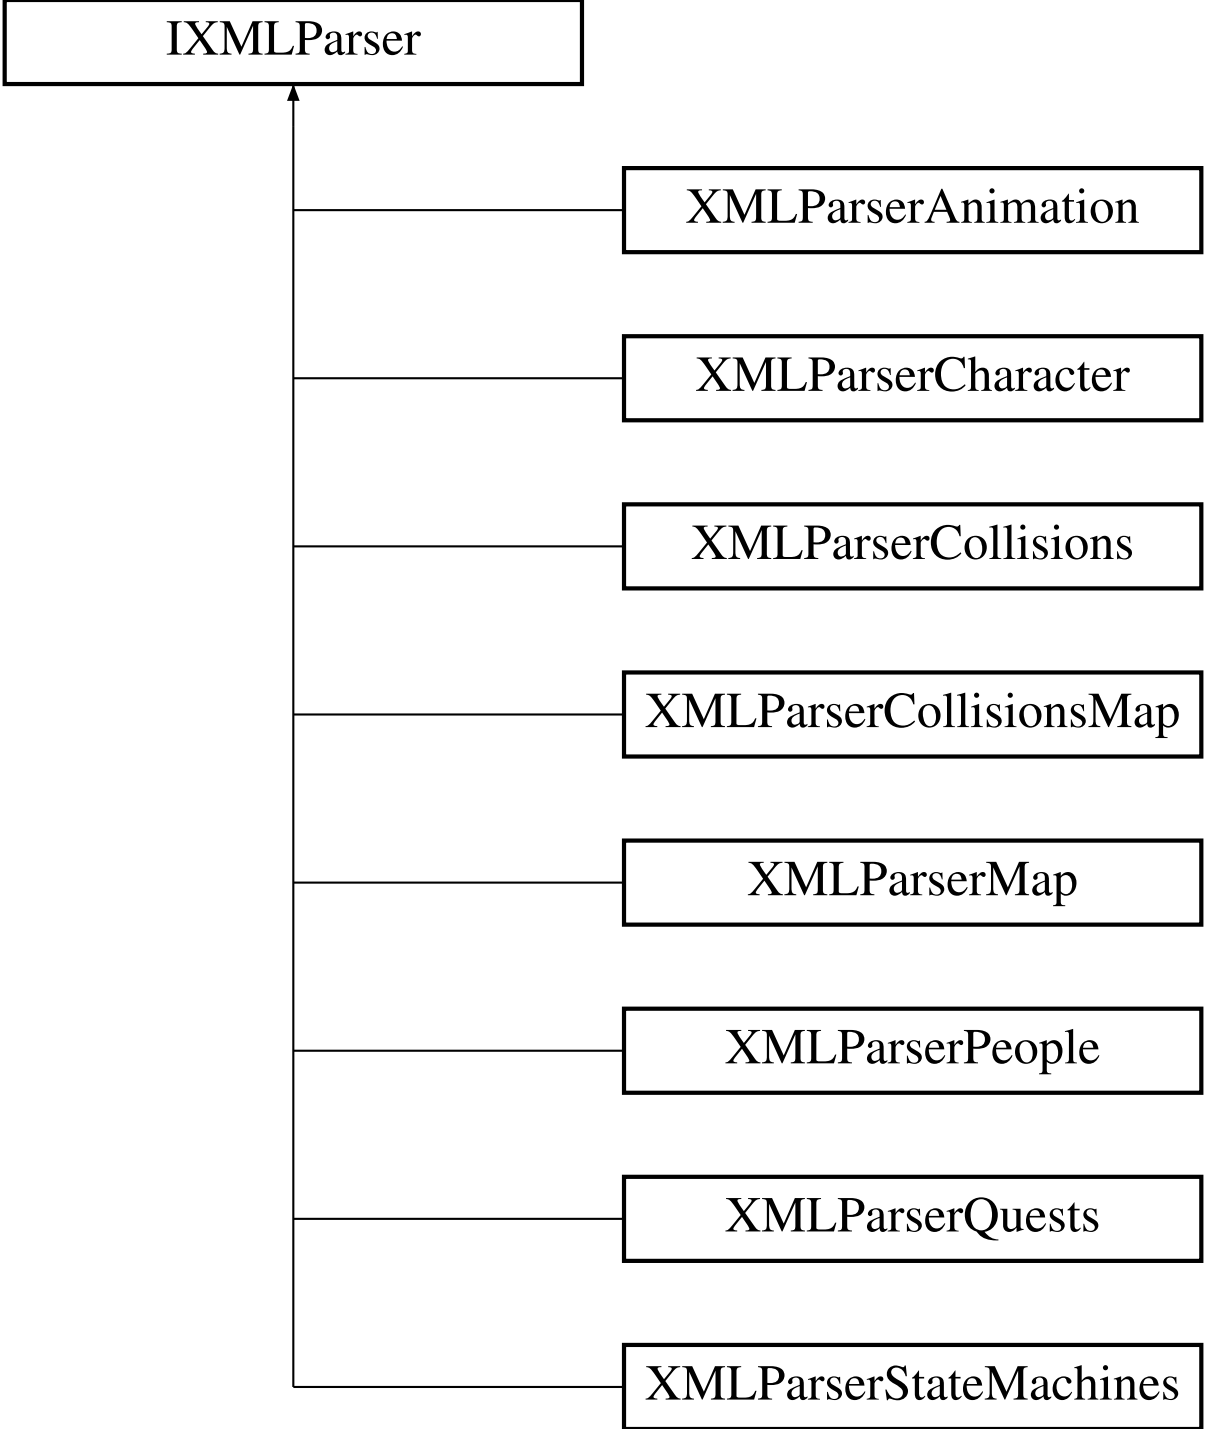 IXMLParser
XMLParserAnimation
XMLParserCharacter
XMLParserCollisions
XMLParserCollisionsMap
XMLParserMap
XMLParserPeople
XMLParserQuests
XMLParserStateMachines